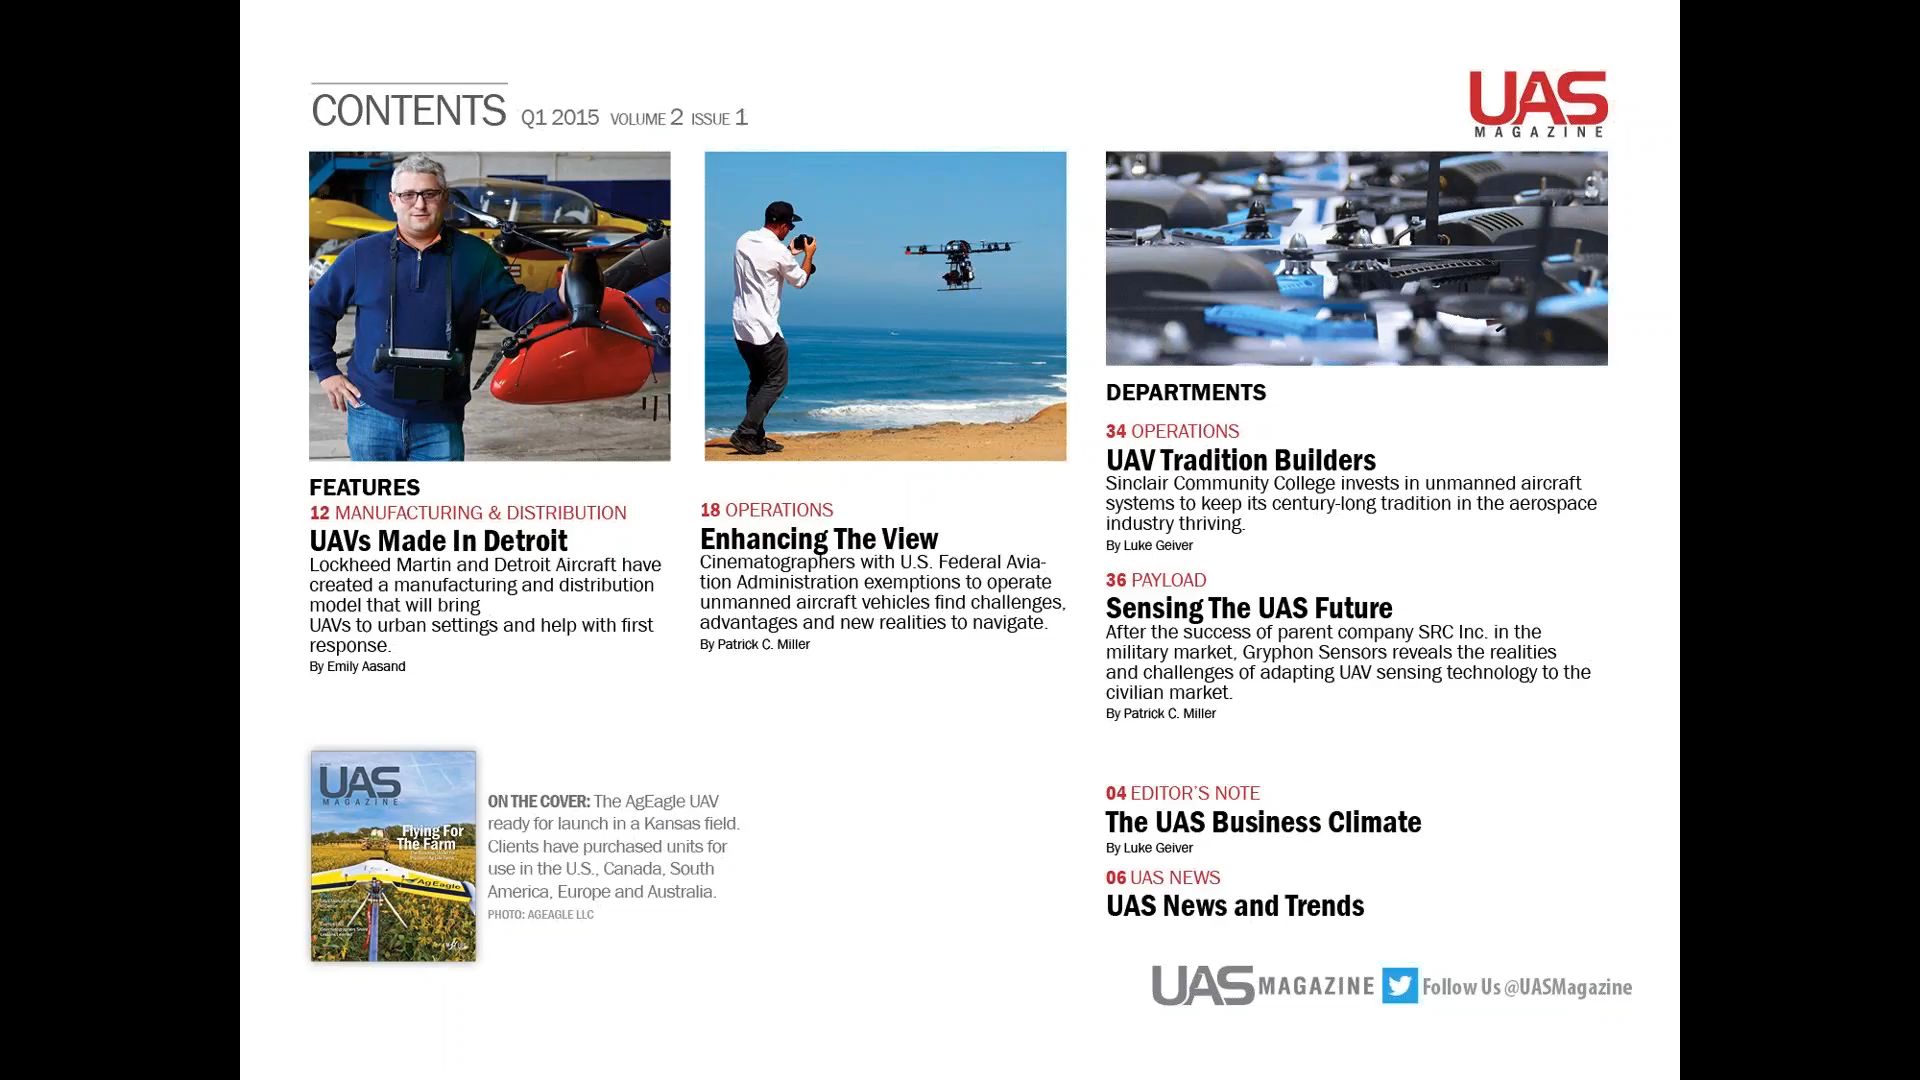 CONTENTS Q1 2015 VOLUME 2 ISSUE 1
UAS
MAGAZINE
FEATURES
12 MANUFACTURING & DISTRIBUTION
UAVs Made In Detroit
Lockheed Martin and Detroit Aircraft have
created a manufacturing and distribution
model that will bring
UAVs to urban settings and help with first
response.
By Emily Aasand
18 OPERATIONS
Enhancing The View
Cinematographers with U.S. Federal Avia-
tion Administration exemptions to operate
unmanned aircraft vehicles find challenges,
advantages and new realities to navigate.
By Patrick C. Miller
DEPARTMENTS
34 OPERATIONS
UAV Tradition Builders
Sinclair Community College invests in unmanned aircraft
systems to keep its century-long tradition in the aerospace
industry thriving.
By Luke Geiver
36 PAYLOAD
Sensing The UAS Future
After the success of parent company SRC Inc. in the
military market, Gryphon Sensors reveals the realities
and challenges of adapting UAV sensing technology to the
civilian market.
By Patrick C. Miller
UAS
MAGAZINE
Flying For
The Farm
AgEagle
ON THE COVER: The AgEagle UAV
ready for launch in a Kansas field.
Clients have purchased units for
use in the U.S., Canada, South
America, Europe and Australia.
PHOTO: AGEAGLE LLC
04 EDITOR'S NOTE
The UAS Business Climate
By Luke Geiver
06 UAS NEWS
UAS News and Trends
UAS MAGAZINE Follow Us @UASMagazine